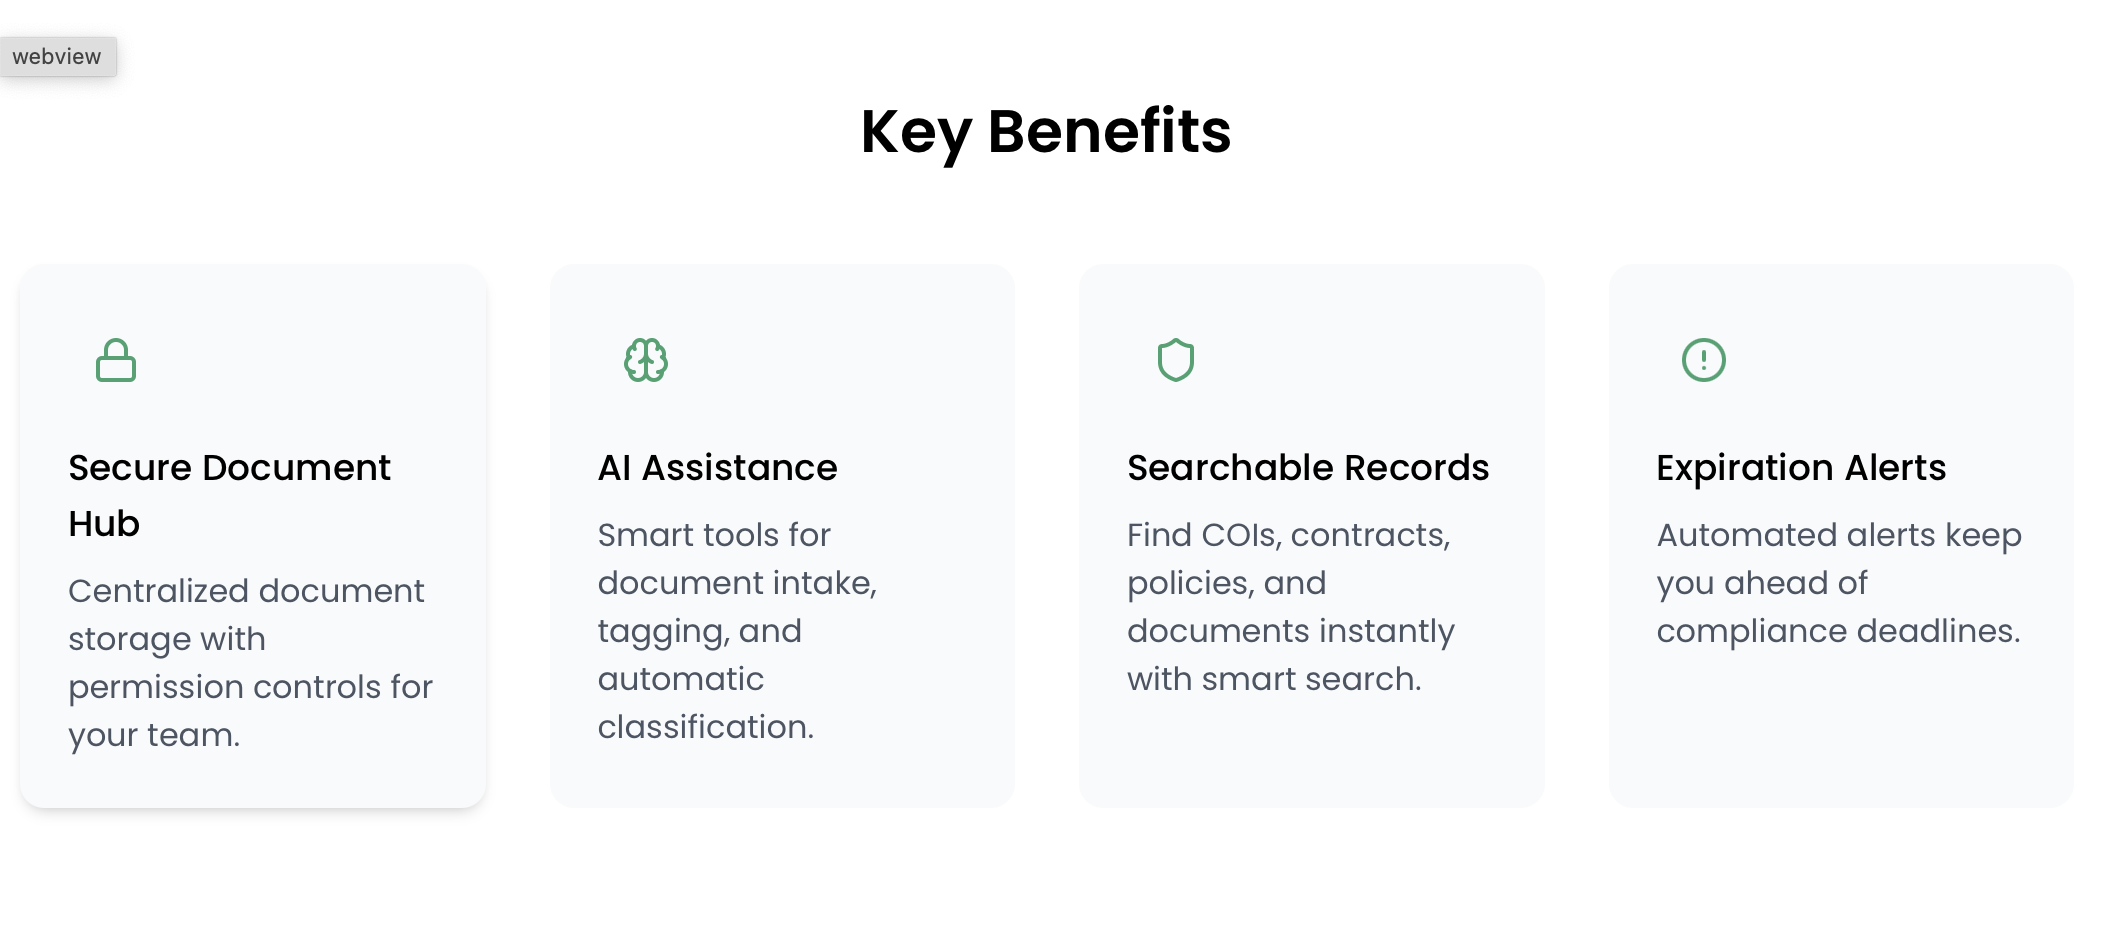 webview
Key Benefits
Secure Document
Hub
Centralized document
storage with
permission controls for
your team.
AI Assistance
Smart tools for
document intake,
tagging, and
automatic
classification.
Searchable Records
Find COIs, contracts,
policies, and
documents instantly
with smart search.
Expiration Alerts
Automated alerts keep
you ahead of
compliance deadlines.